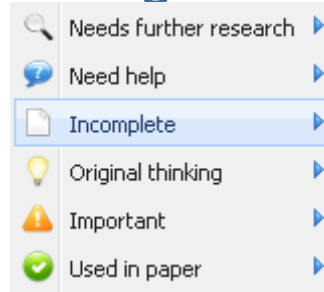 Needs further research
Need help
Incomplete
Original thinking
Important
Used in paper